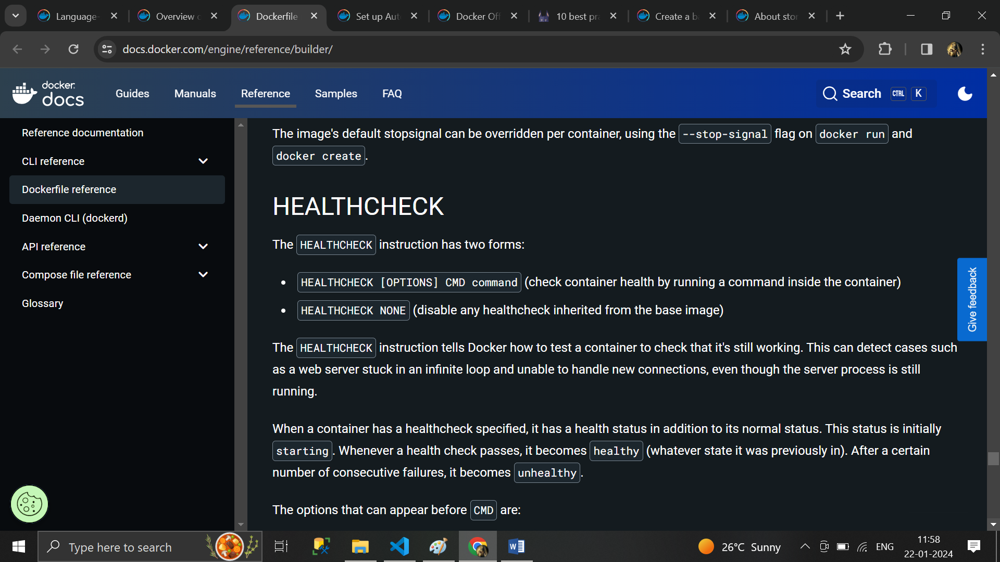 Language-
Overview c
Dockerfile
Set up Aut
Docker Off
10 best pra
Create a ba
About stor
docs.docker.com/engine/reference/builder/
docker
docs
Guides
Manuals
Reference
Samples
FAQ
Search
CTRL
K
Reference documentation
CLI reference
Dockerfile reference
Daemon CLI (dockerd)
API reference
Compose file reference
Glossary
The image's default stopsignal can be overridden per container, using the --stop-signal flag on docker run and
docker create.
HEALTHCHECK
The HEALTHCHECK instruction has two forms:
• HEALTHCHECK [OPTIONS] CMD command (check container health by running a command inside the container)
• HEALTHCHECK NONE (disable any healthcheck inherited from the base image)
The HEALTHCHECK instruction tells Docker how to test a container to check that it's still working. This can detect cases such
as a web server stuck in an infinite loop and unable to handle new connections, even though the server process is still
running.
When a container has a healthcheck specified, it has a health status in addition to its normal status. This status is initially
starting. Whenever a health check passes, it becomes healthy (whatever state it was previously in). After a certain
number of consecutive failures, it becomes unhealthy.
The options that can appear before CMD are:
Give feedback
Type here to search
26°C Sunny
ENG
11:58
22-01-2024